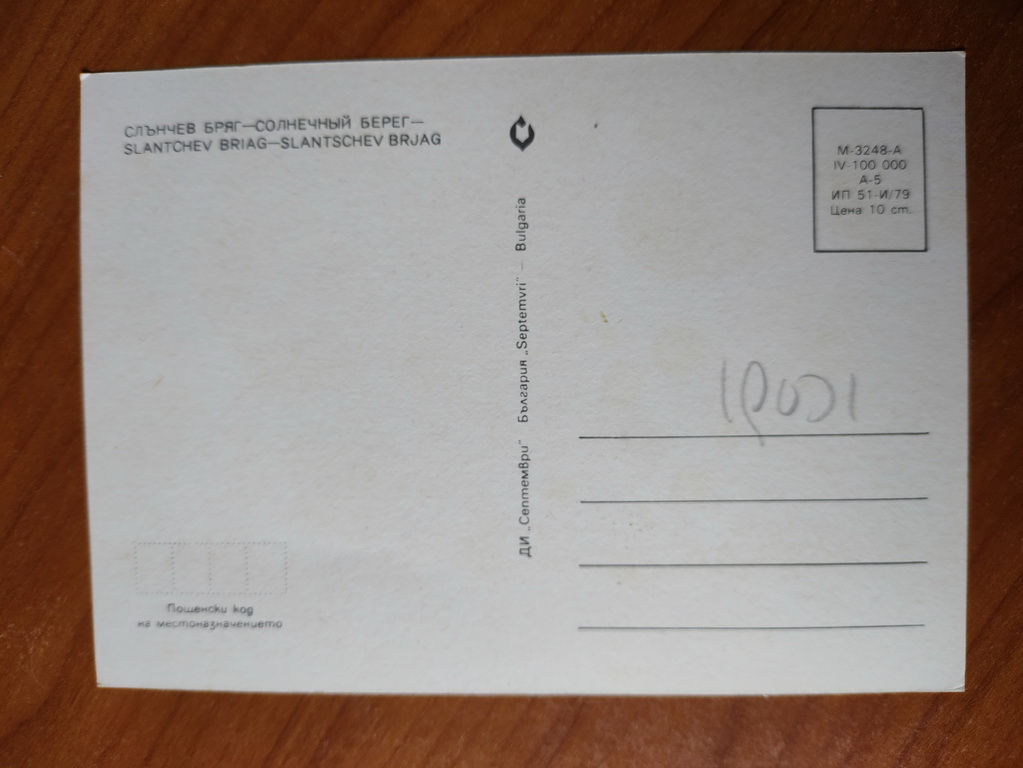 СЛЪНЧЕВ БРЯГ—СОЛНЕЧНЫЙ БЕРЕГ—
SLANTCHEV BRIAG—SLANTSCHEV BRJAG
ДИ „Септември" България „Septemvri" — Bulgaria
М-3248-А
IV-100 000
А-5
ИП 51-И/79
Цена 10 ст.
Пощенски код
на местоназначението